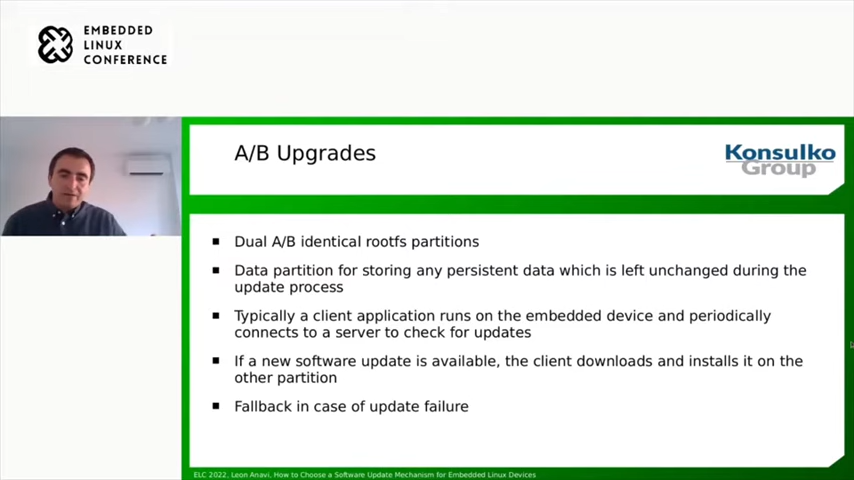 EMBEDDED
LINUX
CONFERENCE
A/B Upgrades
Konsulko
Group
▪ Dual A/B identical rootfs partitions
▪ Data partition for storing any persistent data which is left unchanged during the
update process
▪ Typically a client application runs on the embedded device and periodically
connects to a server to check for updates
▪ If a new software update is available, the client downloads and installs it on the
other partition
▪ Fallback in case of update failure
ELC 2022, Leon Anavi, How to Choose a Software Update Mechanism for Embedded Linux Devices